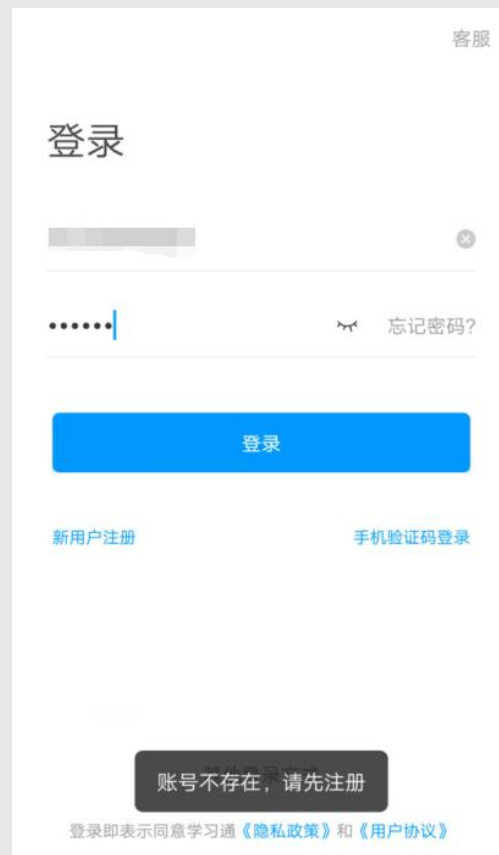 客服
登录
••••••
忘记密码?
登录
新用户注册
手机验证码登录
账号不存在，请先注册
登录即表示同意学习通《隐私政策》和《用户协议》